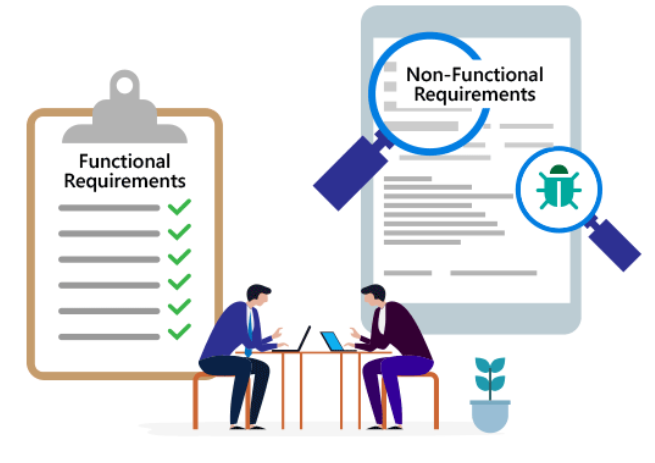 Functional
Requirements
Non-Functional
Requirements